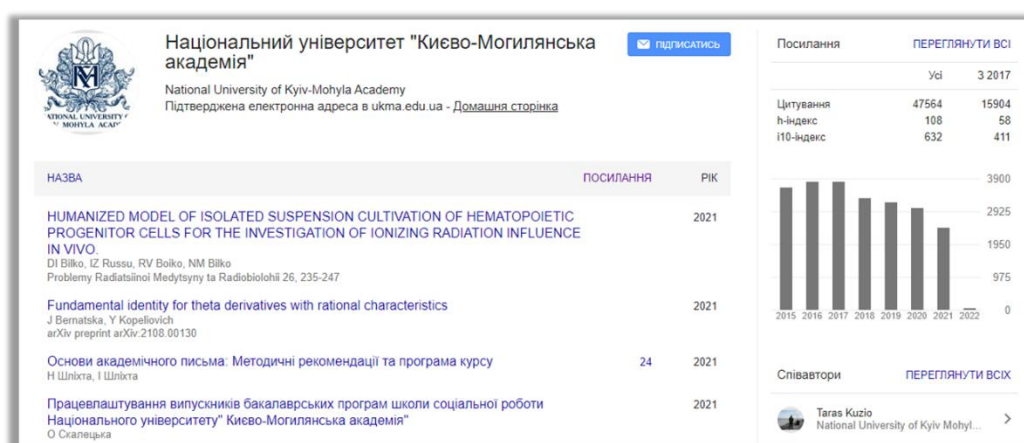 Національний університет "Києво-Могилянська
академія"
ПІДПИСАТИСЬ
National University of Kyiv-Mohyla Academy
Підтверджена електронна адреса в ukma.edu.ua - Домашня сторінка
НАЗВА ПОСИЛАННЯ РІК
HUMANIZED MODEL OF ISOLATED SUSPENSION CULTIVATION OF HEMATOPOIETIC 2021
PROGENITOR CELLS FOR THE INVESTIGATION OF IONIZING RADIATION INFLUENCE
IN VIVO.
DI Bilko, IZ Russu, RV Boiko, NM Bilko
Problemy Radiatsiinoi Medytsyny ta Radiobiolohii 26, 235-247
Fundamental identity for theta derivatives with rational characteristics 2021
J Bernatska, Y Kopeliovich
arXiv preprint arXiv:2108.00130
Основи академічного письма: Методичні рекомендації та програма курсу 24 2021
Н Шліхта, І Шліхта
Працевлаштування випускників бакалаврських програм школи соціальної роботи 2021
Національного університету" Києво-Могилянська академія"
О Скалецька
Посилання ПЕРЕГЛЯНУТИ ВСІ
Усі З 2017
Цитування 47564 15904
h-індекс 108 58
i10-індекс 632 411
3900
2925
1950
975
0
2015 2016 2017 2018 2019 2020 2021 2022
Співавтори ПЕРЕГЛЯНУТИ ВСІХ
Taras Kuzio
National University of Kyiv Mohyl...